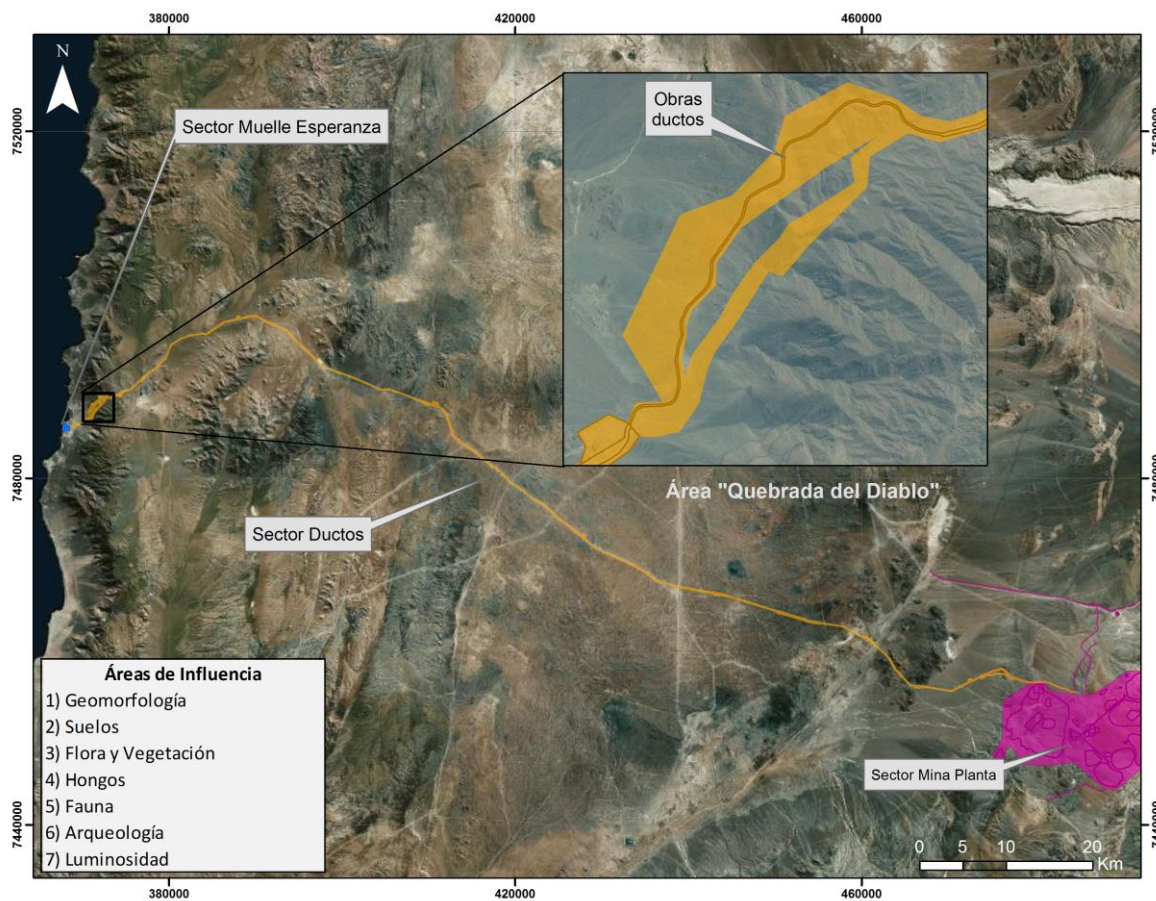 380000
420000
460000
N
Sector Muelle Esperanza
Obras
ductos
7520000
7520000
7480000
7480000
Área "Quebrada del Diablo"
Sector Ductos
Áreas de Influencia
1) Geomorfología
2) Suelos
3) Flora y Vegetación
4) Hongos
5) Fauna
6) Arqueología
7) Luminosidad
Sector Mina Planta
7440000
7440000
0 5 10 20
Km
380000
420000
460000